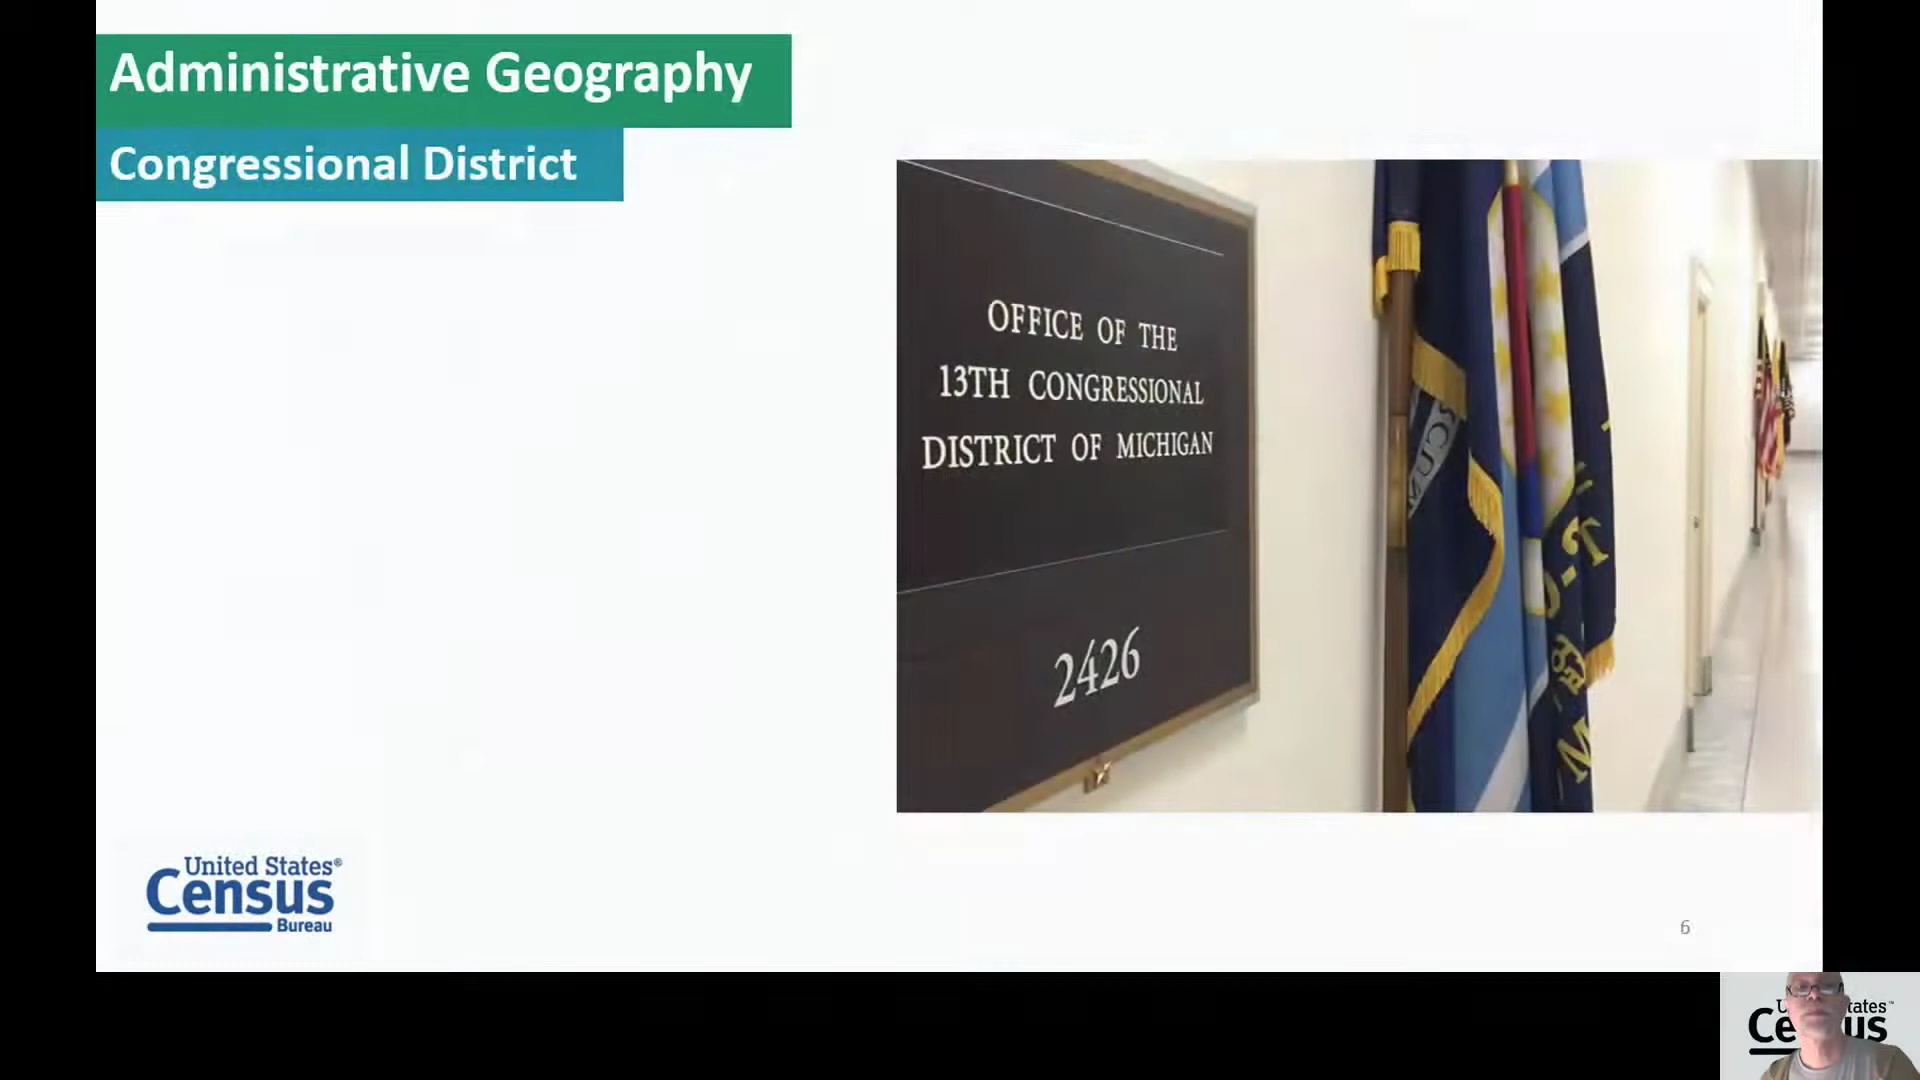 Administrative Geography
Congressional District
OFFICE OF THE
13TH CONGRESSIONAL
DISTRICT OF MICHIGAN
2426
United States®
Census
Bureau
6